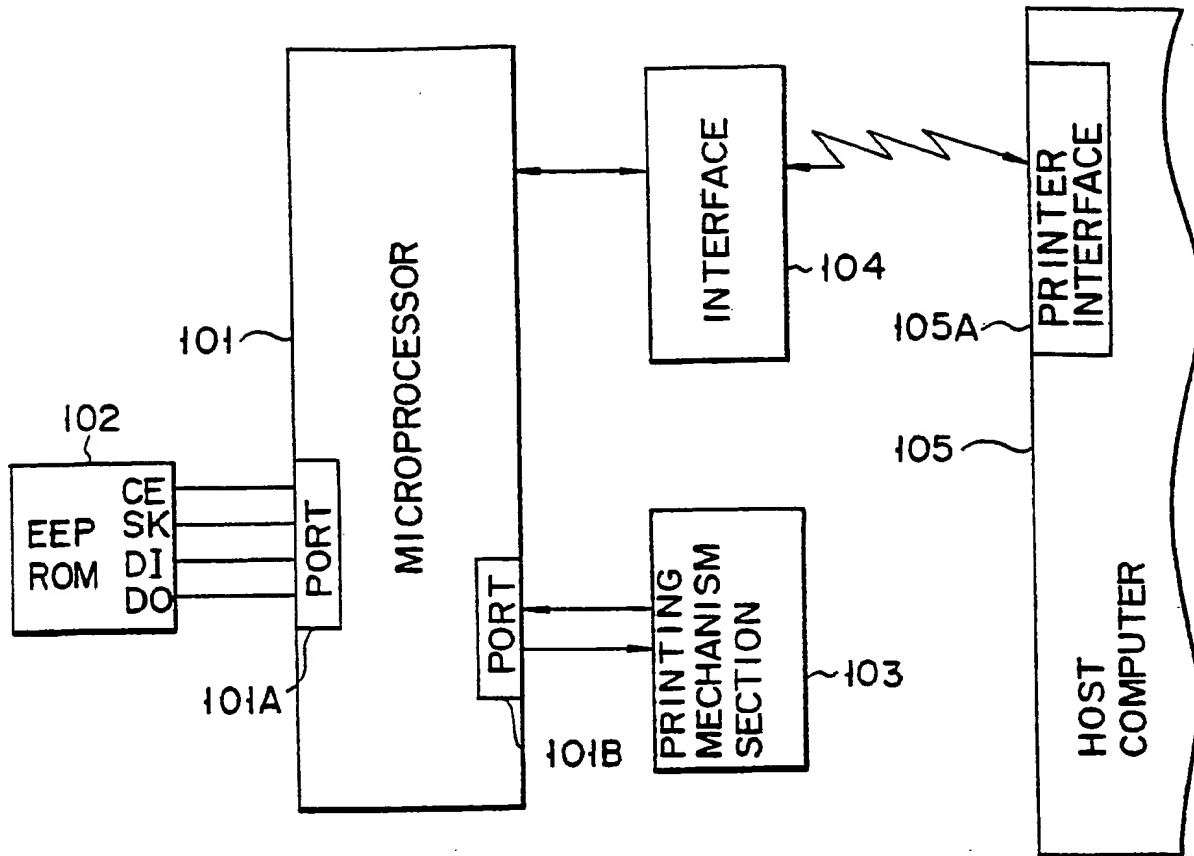 102
EEP
ROM
CE
SK
DI
DO
101
PORT
101A
MICROPROCESSOR
PORT
101B
INTERFACE
104
PRINTING
MECHANISM
SECTION
103
105A
PRINTER
INTERFACE
105
HOST
COMPUTER